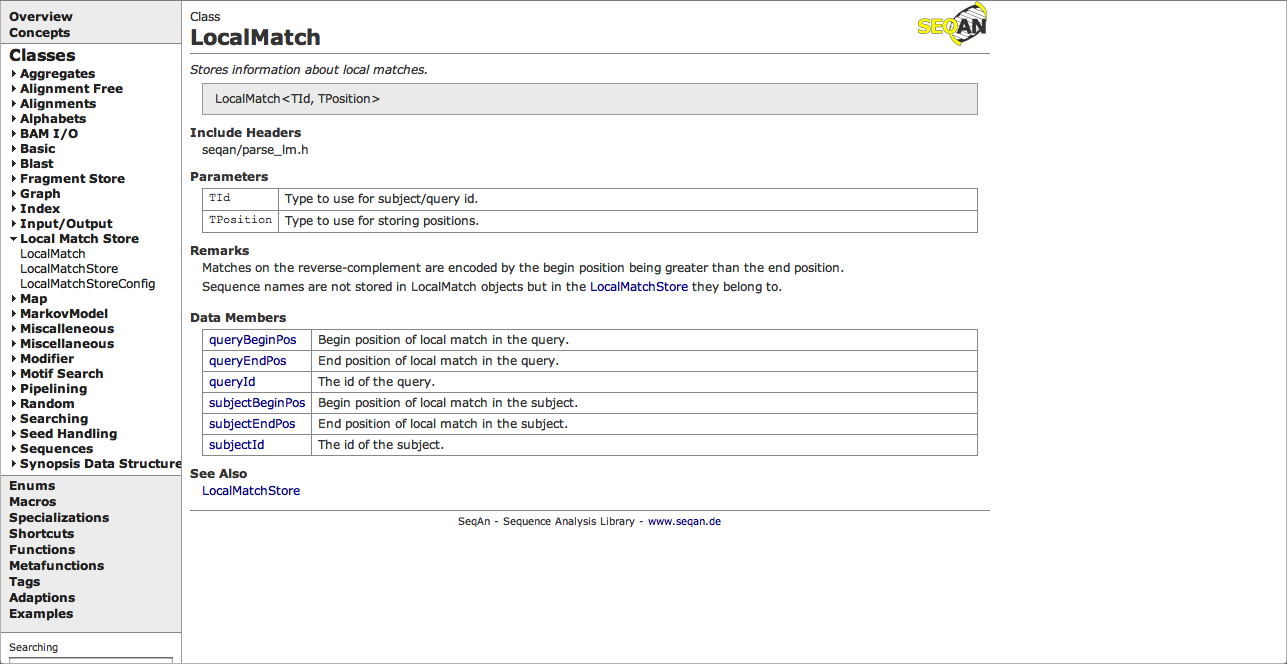 Overview
Concepts
Classes
Aggregates
Alignment Free
Alignments
Alphabets
BAM I/O
Basic
Blast
Fragment Store
Graph
Index
Input/Output
Local Match Store
LocalMatch
LocalMatchStore
LocalMatchStoreConfig
Map
MarkovModel
Miscalleneous
Miscellaneous
Modifier
Motif Search
Pipelining
Random
Searching
Seed Handling
Sequences
Synopsis Data Structure
Enums
Macros
Specializations
Shortcuts
Functions
Metafunctions
Tags
Adaptions
Examples
Searching
Class
LocalMatch
SEQAN
Stores information about local matches.
LocalMatch<TId, TPosition>
Include Headers
seqan/parse_lm.h
Parameters
TId Type to use for subject/query id.
TPosition Type to use for storing positions.
Remarks
Matches on the reverse-complement are encoded by the begin position being greater than the end position.
Sequence names are not stored in LocalMatch objects but in the LocalMatchStore they belong to.
Data Members
queryBeginPos Begin position of local match in the query.
queryEndPos End position of local match in the query.
queryId The id of the query.
subjectBeginPos Begin position of local match in the subject.
subjectEndPos End position of local match in the subject.
subjectId The id of the subject.
See Also
LocalMatchStore
SeqAn - Sequence Analysis Library - www.seqan.de